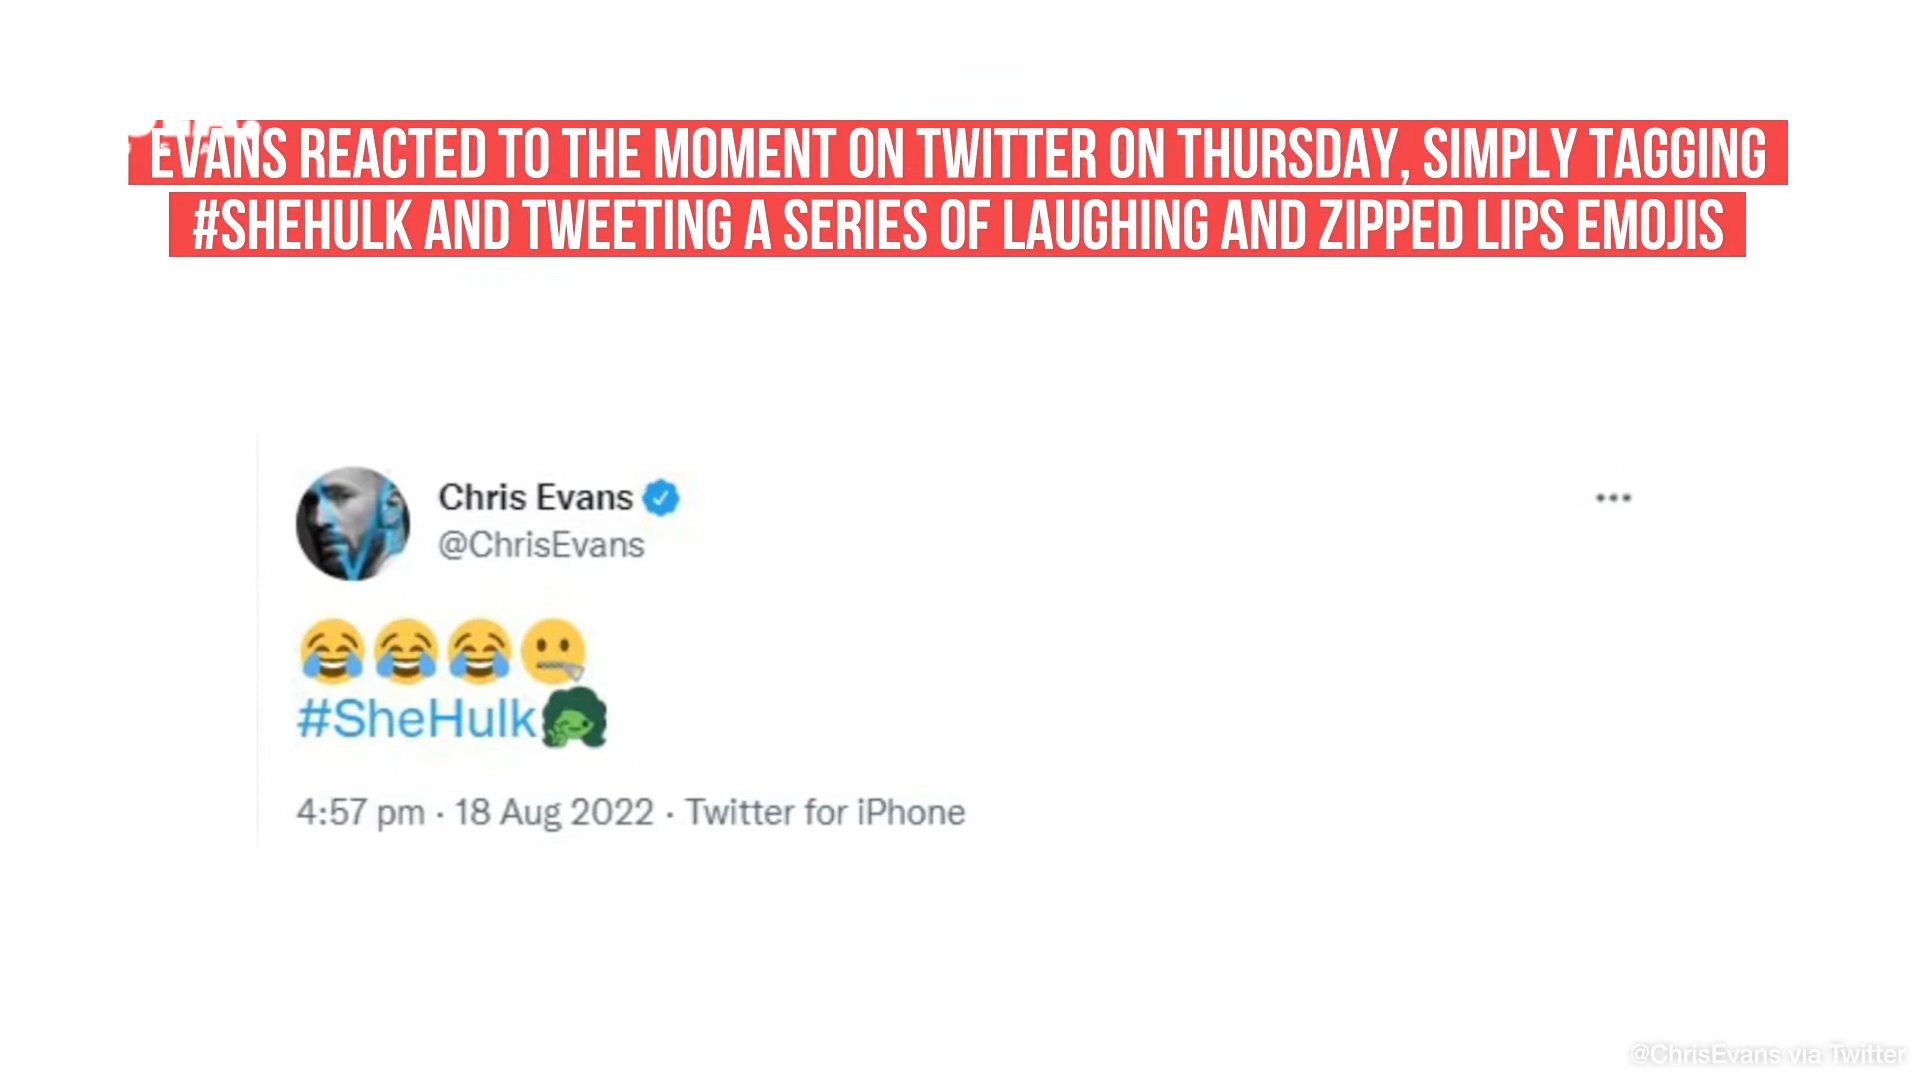 EVANS REACTED TO THE MOMENT ON TWITTER ON THURSDAY, SIMPLY TAGGING
#SHEHULK AND TWEETING A SERIES OF LAUGHING AND ZIPPED LIPS EMOJIS
Chris Evans
@ChrisEvans
😂😂😂🤐
#SheHulk
4:57 pm · 18 Aug 2022 · Twitter for iPhone
@ChrisEvans via Twitter